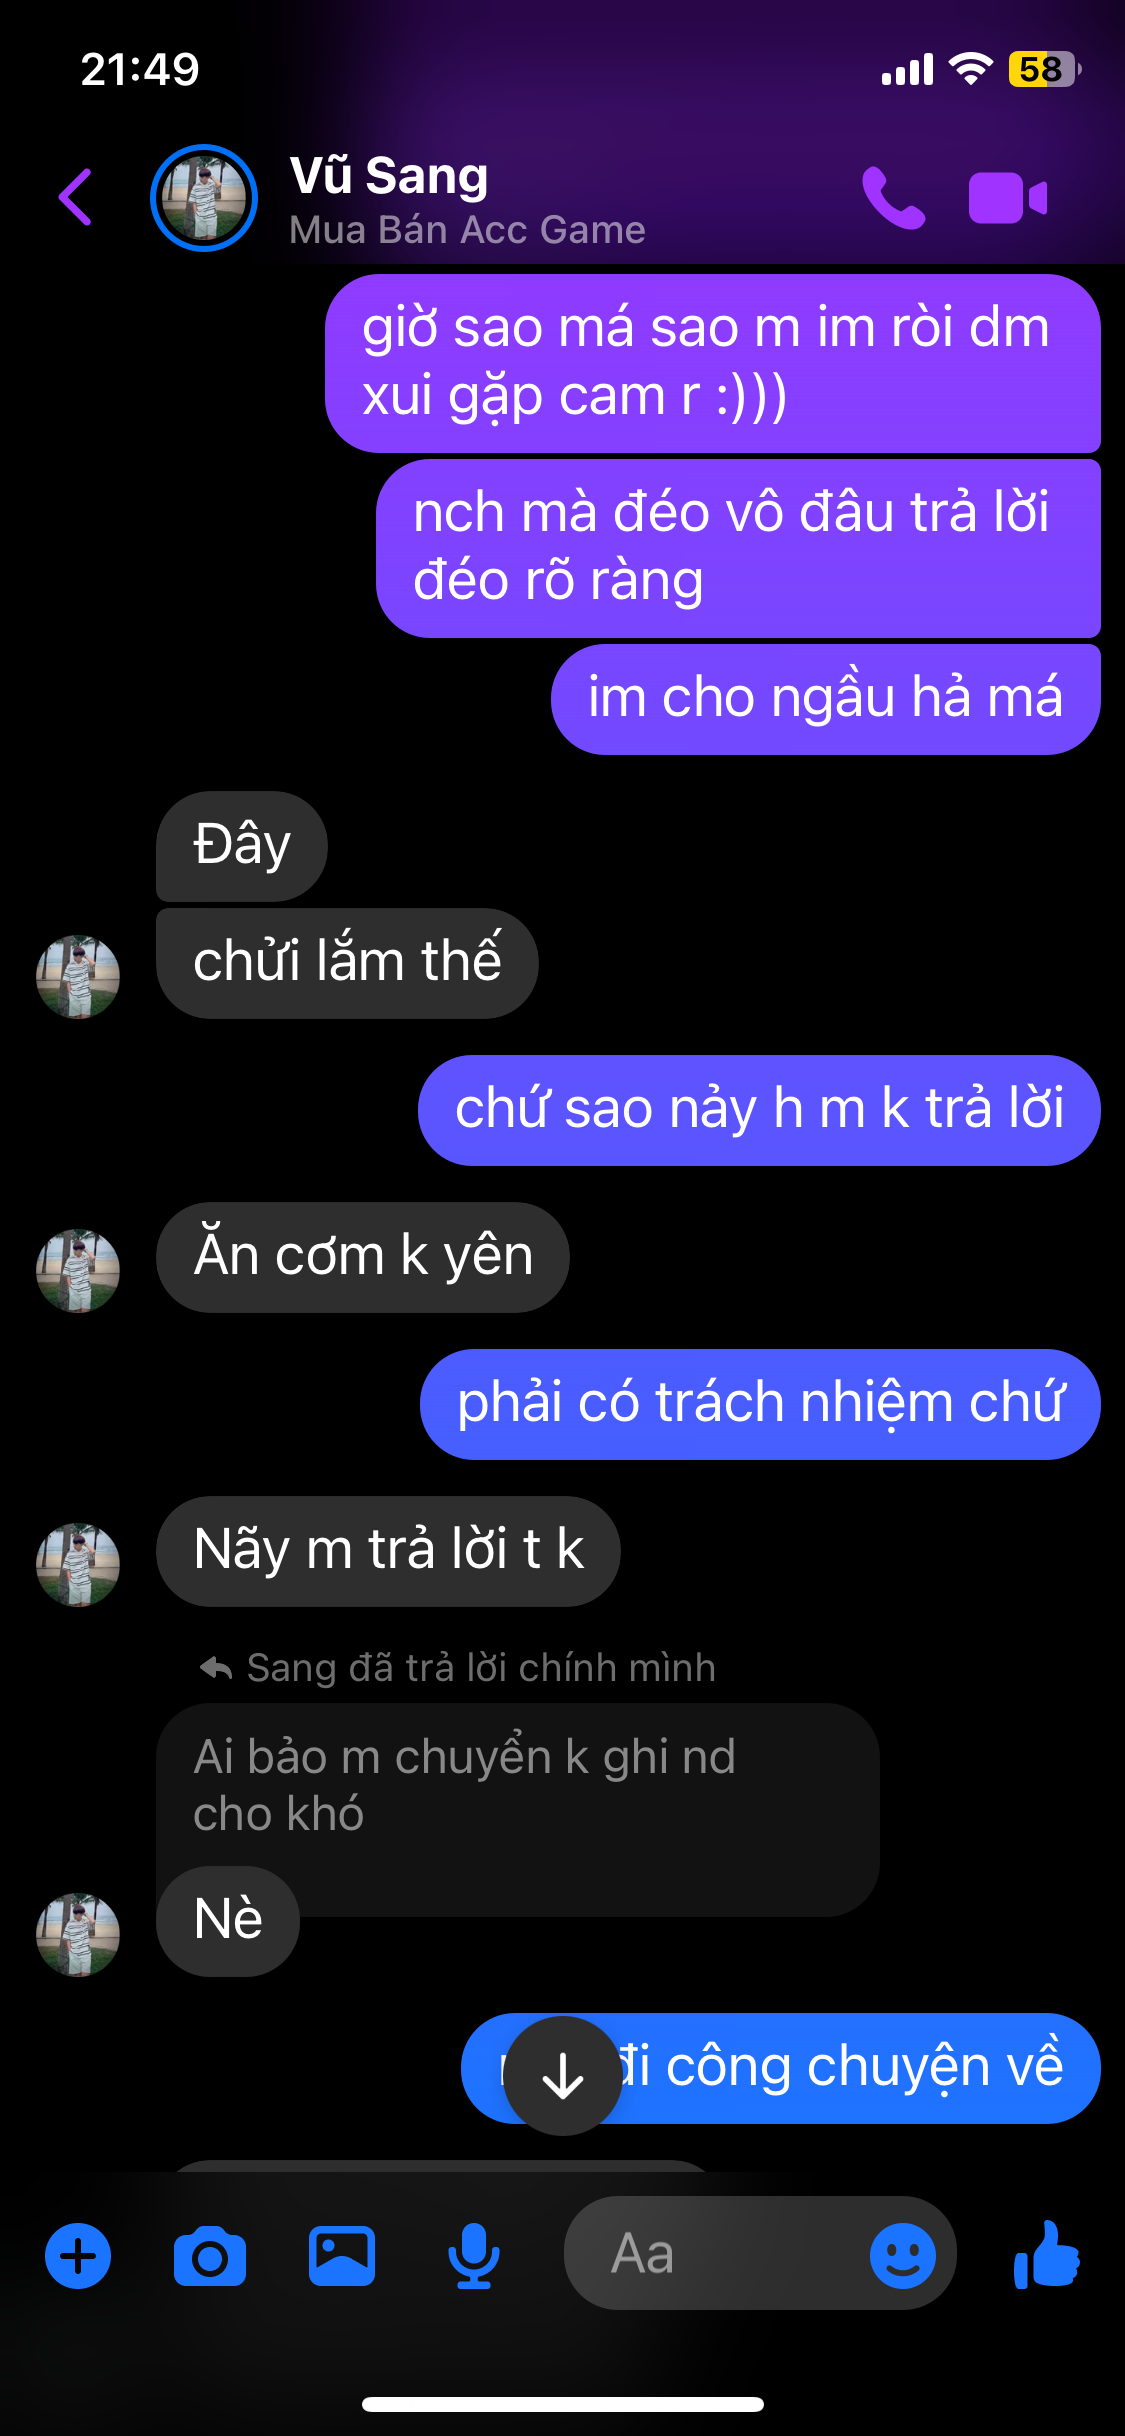 21:49
58
Vũ Sang
Mua Bán Acc Game
giờ sao má sao m im ròi dm
xui gặp cam r :)))
nch mà đéo vô đâu trả lời
đéo rõ ràng
im cho ngầu hả má
Đây
chửi lắm thế
chứ sao nảy h m k trả lời
Ăn cơm k yên
phải có trách nhiệm chứ
Nãy m trả lời t k
Sang đã trả lời chính mình
Ai bảo m chuyển k ghi nd
cho khó
Nè
đi công chuyện về
Aa